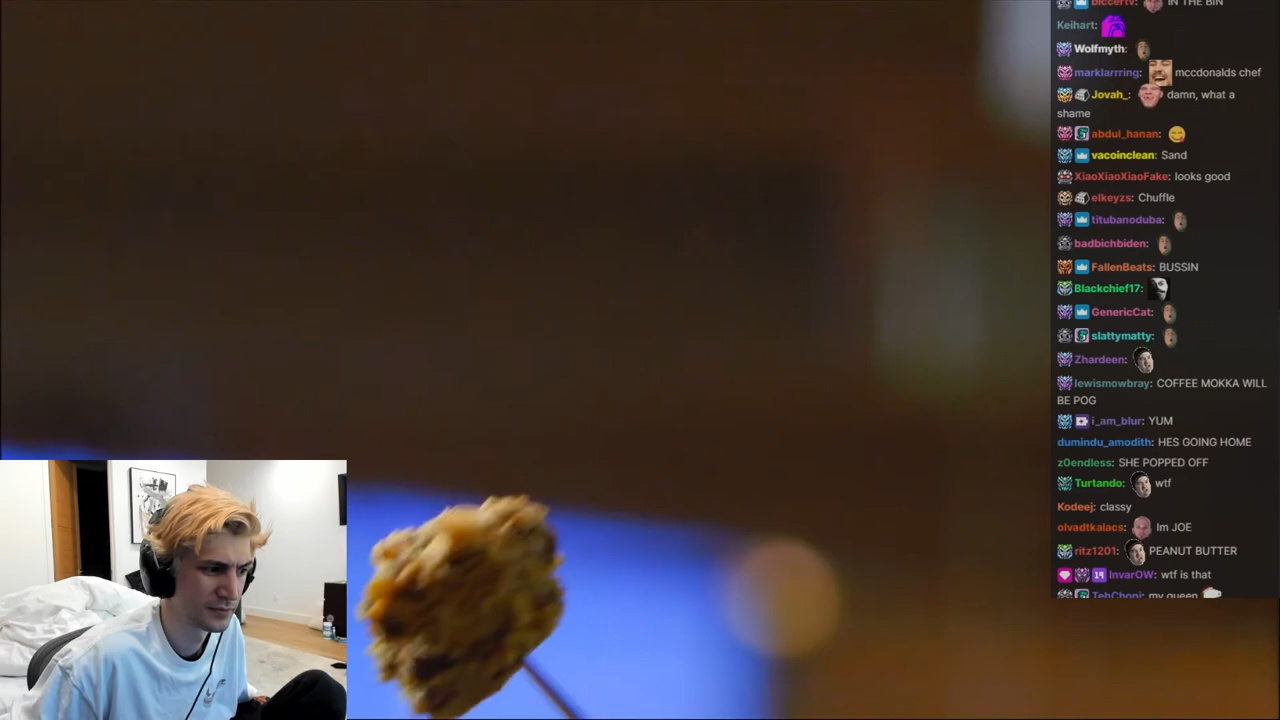 biccertv: IN THE BIN
Keihart:
Wolfmyth:
marklarrring: mccdonalds chef
Jovah_: damn, what a
shame
abdul_hanan:
vacoinclean: Sand
XiaoXiaoXiaoFake: looks good
elkeyzs: Chuffle
titubanoduba:
badbichbiden:
FallenBeats: BUSSIN
Blackchief17:
GenericCat:
slattymatty:
Zhardeen:
lewismowbray: COFFEE MOKKA WILL
BE POG
i_am_blur: YUM
dumindu_amodith: HES GOING HOME
z0endless: SHE POPPED OFF
Turtando: wtf
Kodeej: classy
olvadtkalacs: Im JOE
ritz1201: PEANUT BUTTER
19 InvarOW: wtf is that
TehChopi: my queen